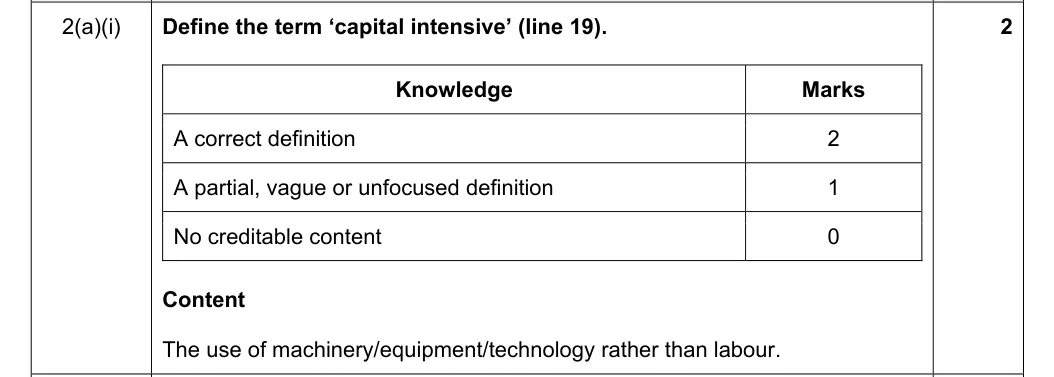 2(a)(i) Define the term ‘capital intensive’ (line 19). 2
Knowledge Marks
A correct definition 2
A partial, vague or unfocused definition 1
No creditable content 0
Content
The use of machinery/equipment/technology rather than labour.